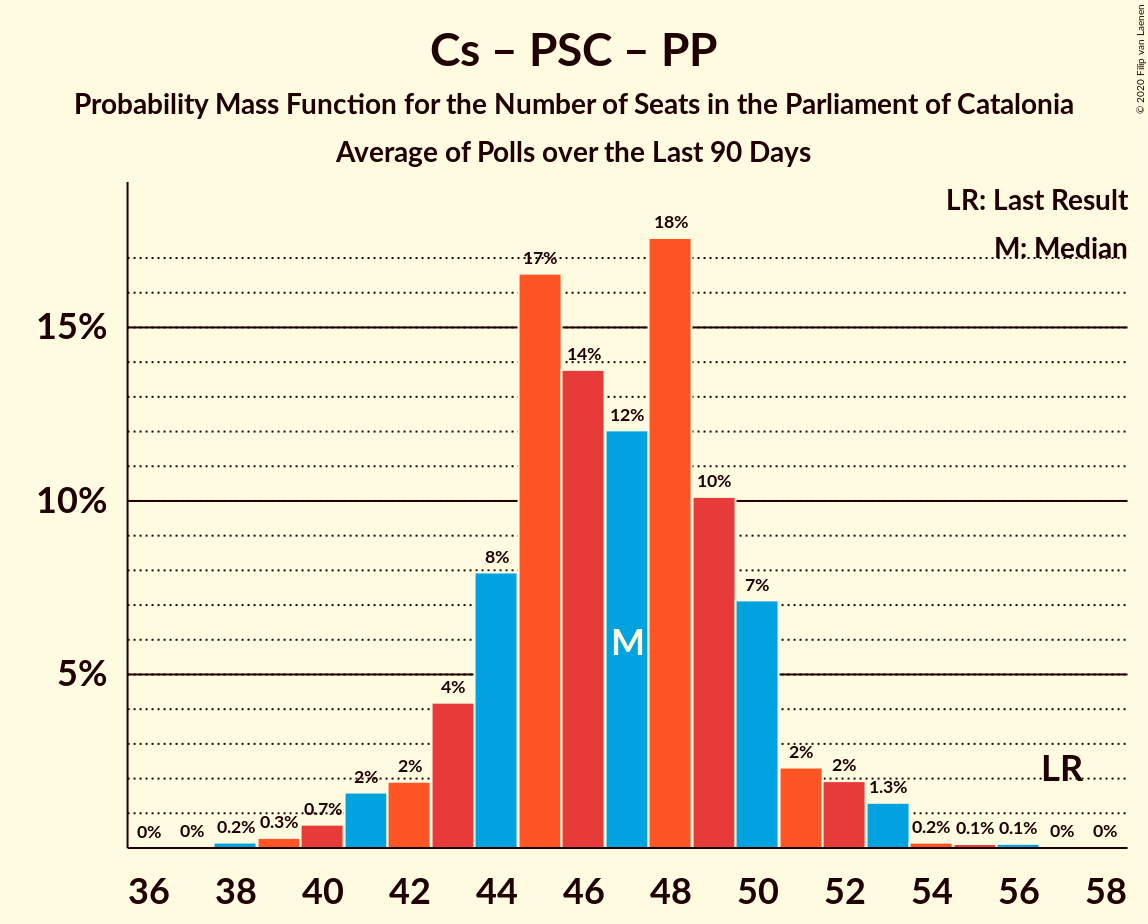 Cs – PSC – PP
Probability Mass Function for the Number of Seats in the Parliament of Catalonia
Average of Polls over the Last 90 Days
© 2020 Filip van Laenen
LR: Last Result
M: Median
15%
10%
5%
0%
0%
0.2%
0.3%
0.7%
2%
2%
4%
8%
17%
14%
12%
18%
10%
7%
2%
2%
1.3%
0.2%
0.1%
0.1%
0%
0%
M
LR
36 38 40 42 44 46 48 50 52 54 56 58